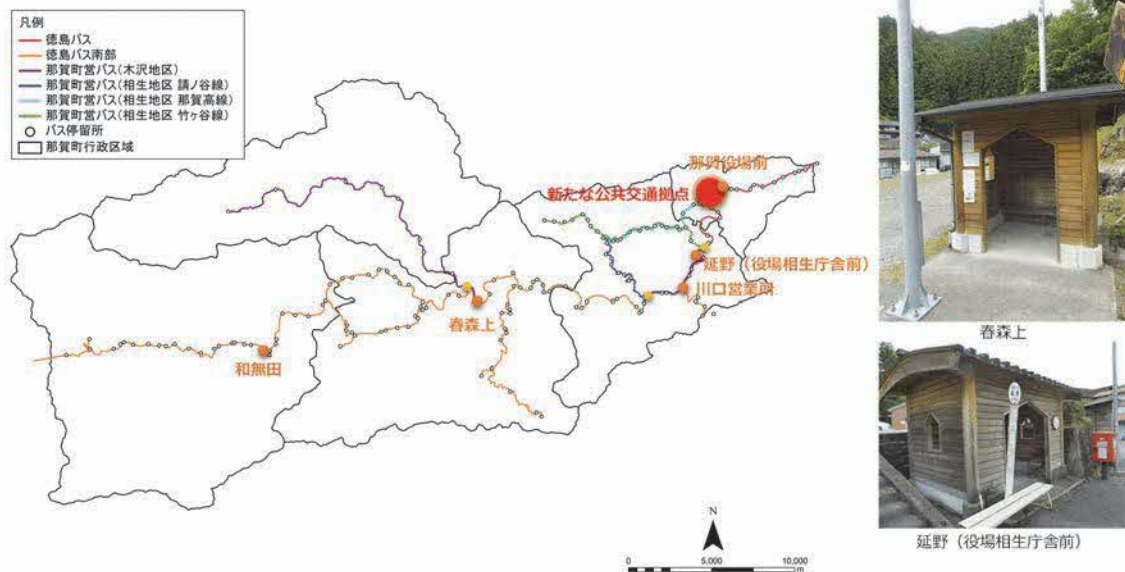 凡例
徳島バス
徳島バス南部
那賀町営バス(木沢地区)
那賀町営バス(相生地区 請ノ谷線)
那賀町営バス(相生地区 那賀高線)
那賀町営バス(相生地区 竹ヶ谷線)
バス停留所
那賀町行政区域
那賀役場前
新たな公共交通拠点
延野(役場相生庁舎前)
川口営業所
春森上
和無田
N
0 5,000 10,000
m
春森上
延野(役場相生庁舎前)